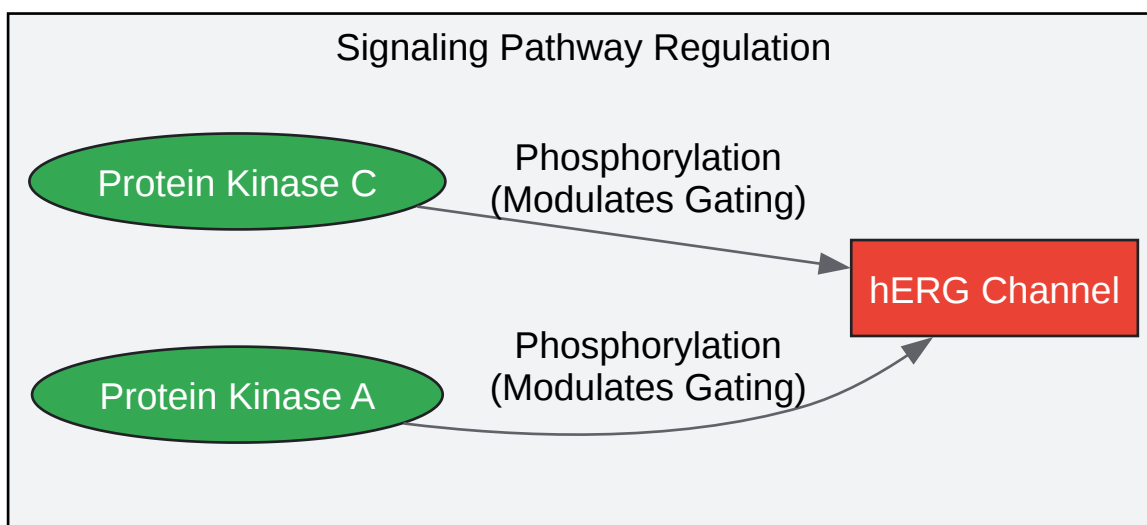 Signaling Pathway Regulation
Phosphorylation
(Modulates Gating)
Protein Kinase C
hERG Channel
Phosphorylation
(Modulates Gating)
Protein Kinase A